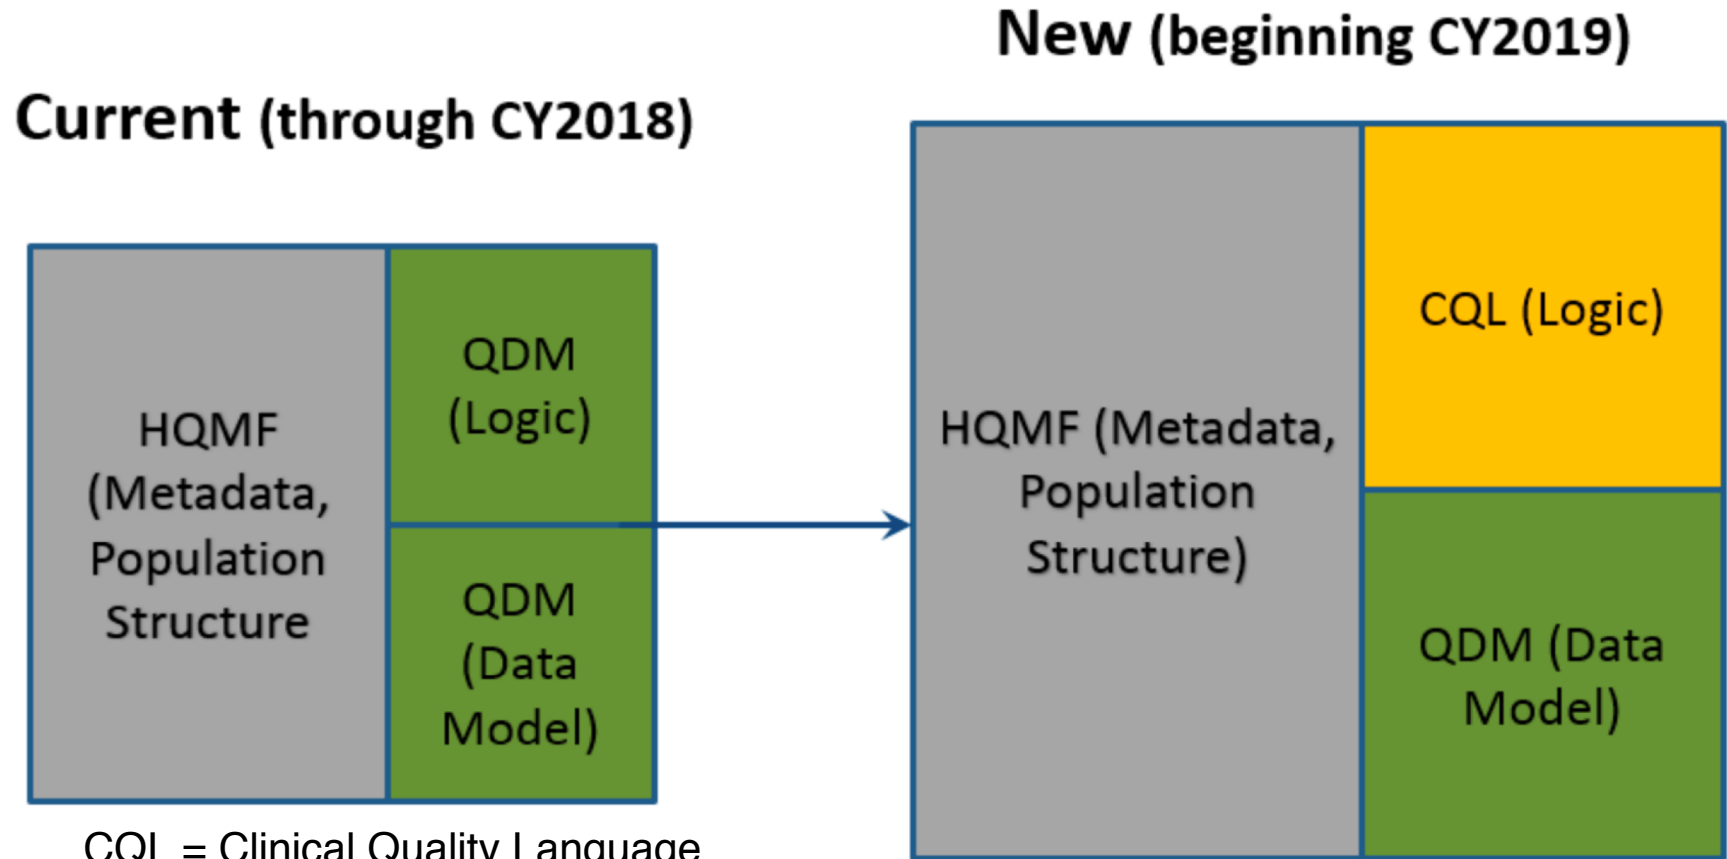 New (beginning CY2019)
Current (through CY2018)
HQMF
(Metadata,
Population
Structure
QDM
(Logic)
QDM
(Data
Model)
HQMF (Metadata,
Population
Structure)
CQL (Logic)
QDM (Data
Model)
CQL = Clinical Quality Language